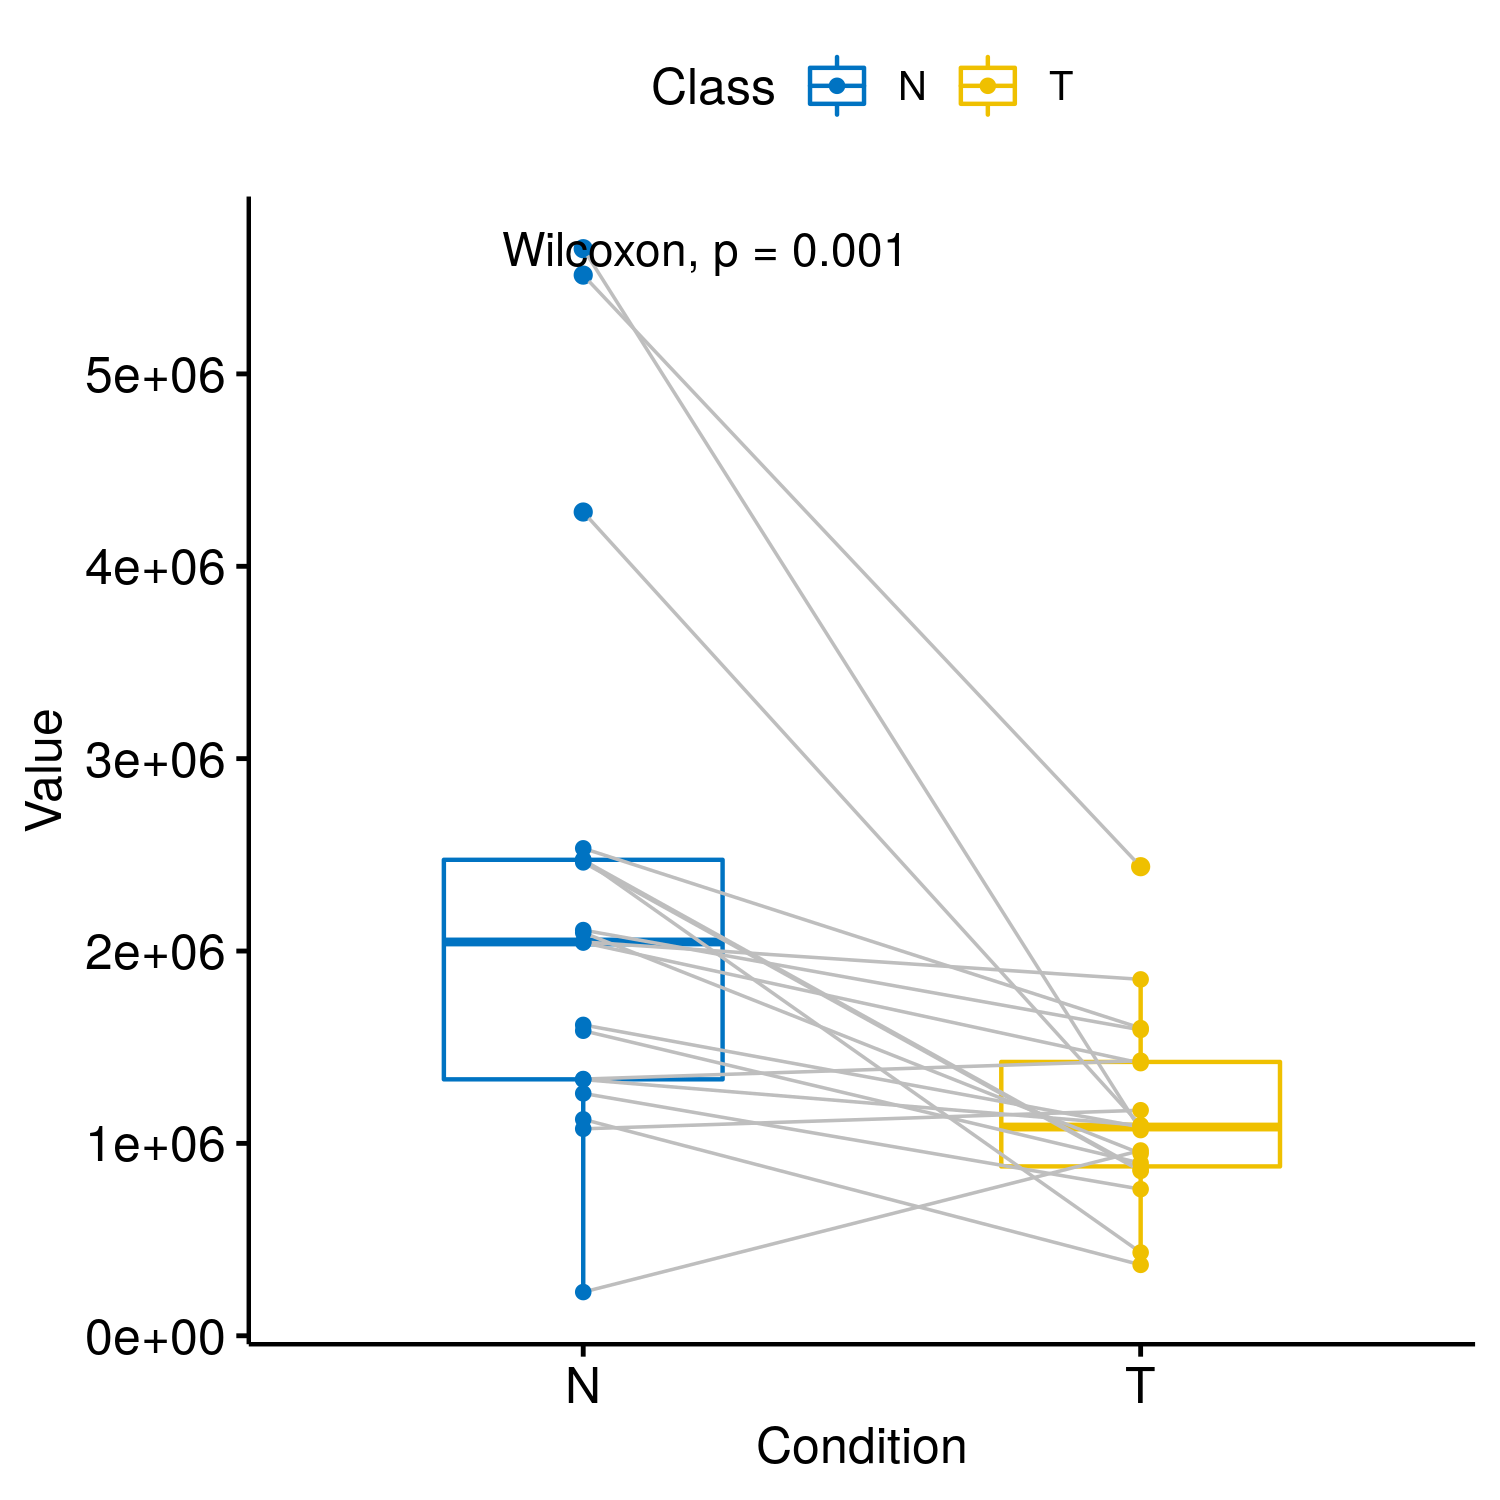 Class N T
Wilcoxon, p = 0.001
5e+06
4e+06
3e+06
2e+06
1e+06
0e+00
Value
N T
Condition